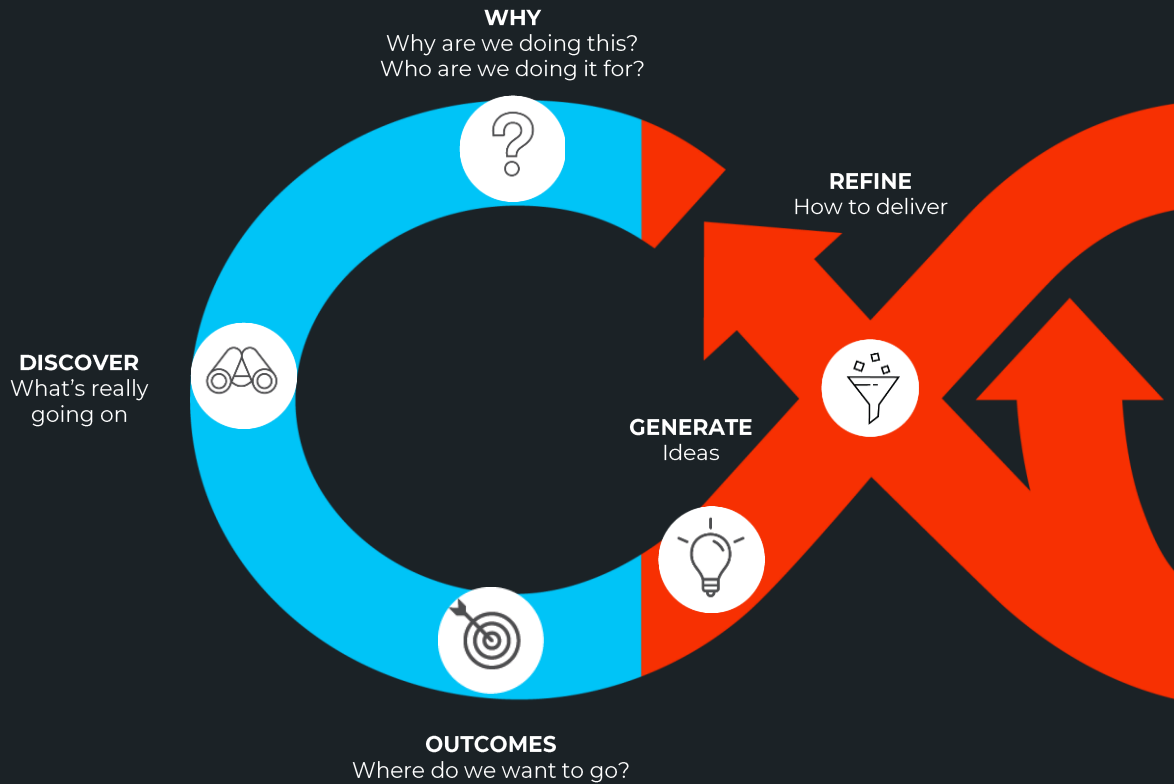 WHY
Why are we doing this?
Who are we doing it for?
REFINE
How to deliver
DISCOVER
What's really
going on
GENERATE
Ideas
OUTCOMES
Where do we want to go?